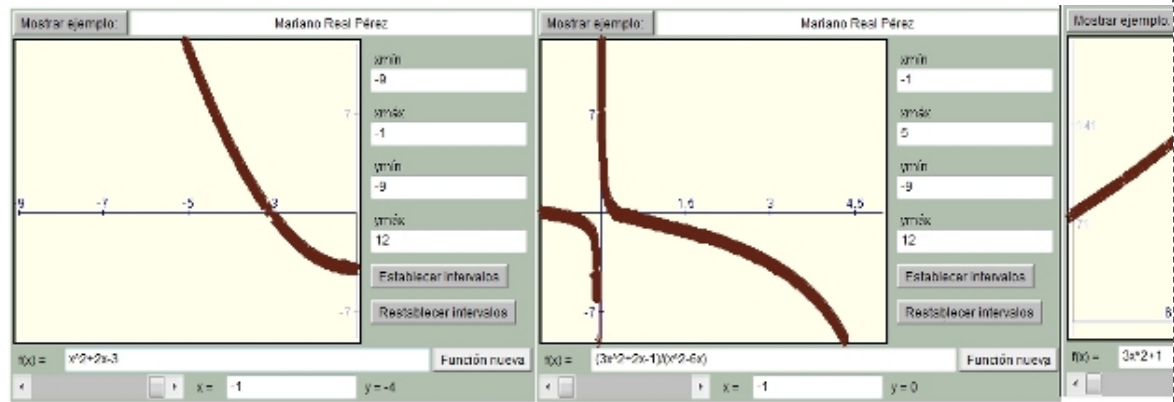 Mostrar ejemplo:
Mariano Real Pérez
xmín
-9
xmáx
-1
ymín
-9
ymáx
12
Establecer intervalos
Restablecer intervalos
7
-9 -7 -5 -3
-7
f(x) = x^2+2x-3
Función nueva
x = -1 y = -4
Mostrar ejemplo:
Mariano Real Pérez
xmín
-1
xmáx
5
ymín
-9
ymáx
12
Establecer intervalos
Restablecer intervalos
7
1,5 3 4,5
-7
f(x) = (3x^2+2x-1)/(x^2-5x)
Función nueva
x = -1 y = 0
Mostrar ejemplo:
141
71
f(x) = 3x^2+1